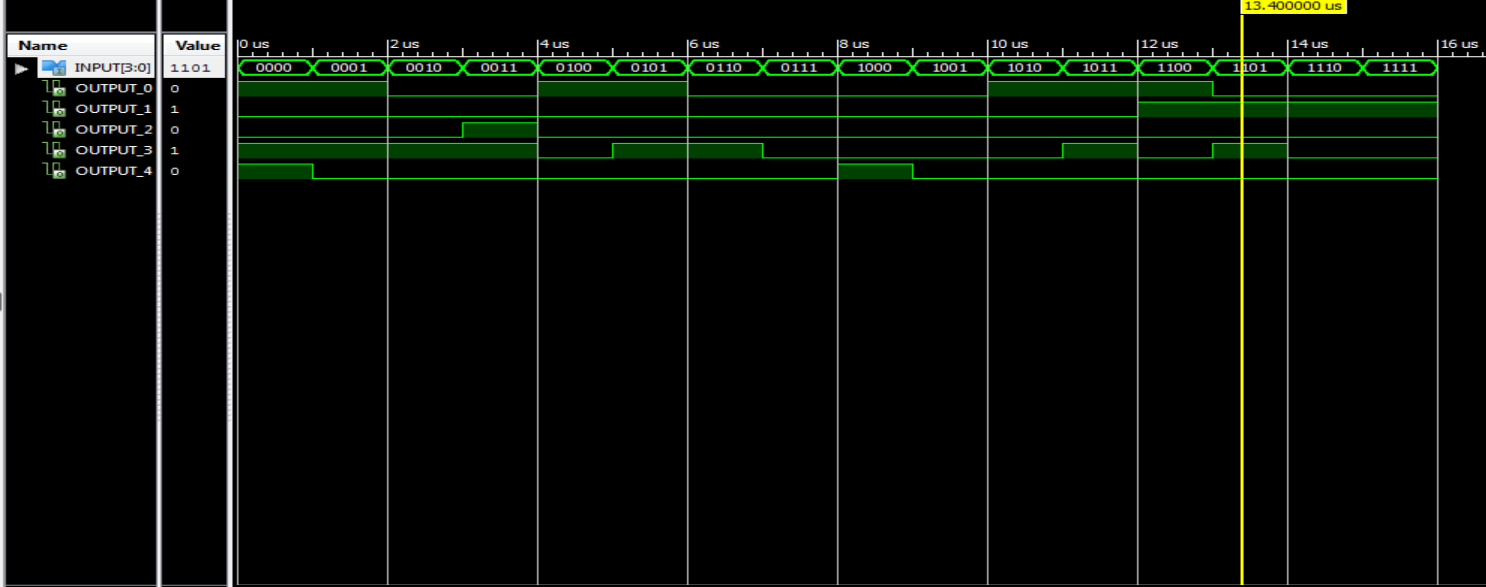 13.400000 us
Name Value 0 us 2 us 4 us 6 us 8 us 10 us 12 us 14 us 16 us
INPUT[3:0] 1101 0000 0001 0010 0011 0100 0101 0110 0111 1000 1001 1010 1011 1100 1101 1110 1111
OUTPUT_0 0
OUTPUT_1 1
OUTPUT_2 0
OUTPUT_3 1
OUTPUT_4 0